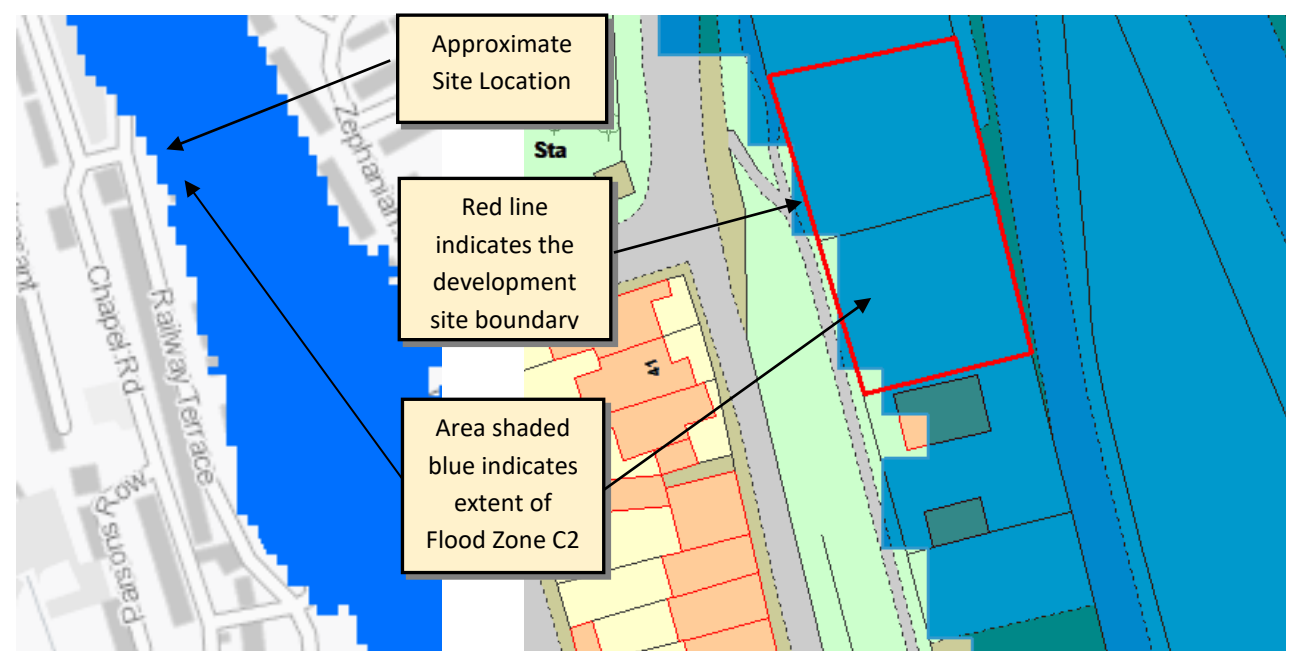 Approximate
Site Location
Red line
indicates the
development
site boundary
Area shaded
blue indicates
extent of
Flood Zone C2
Zephaniah
Chapel Rd
Railway Terrace
Parsons Row
Sta
41